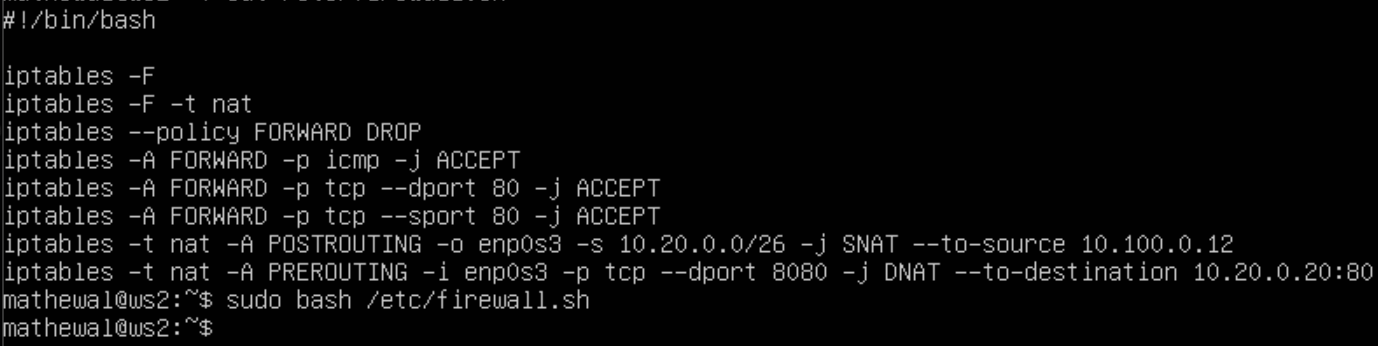 #!/bin/bash
iptables -F
iptables -F -t nat
iptables --policy FORWARD DROP
iptables -A FORWARD -p icmp -j ACCEPT
iptables -A FORWARD -p tcp --dport 80 -j ACCEPT
iptables -A FORWARD -p tcp --sport 80 -j ACCEPT
iptables -t nat -A POSTROUTING -o enp0s3 -s 10.20.0.0/26 -j SNAT --to-source 10.100.0.12
iptables -t nat -A PREROUTING -i enp0s3 -p tcp --dport 8080 -j DNAT --to-destination 10.20.0.20:80
mathewal@ws2:~$ sudo bash /etc/firewall.sh
mathewal@ws2:~$